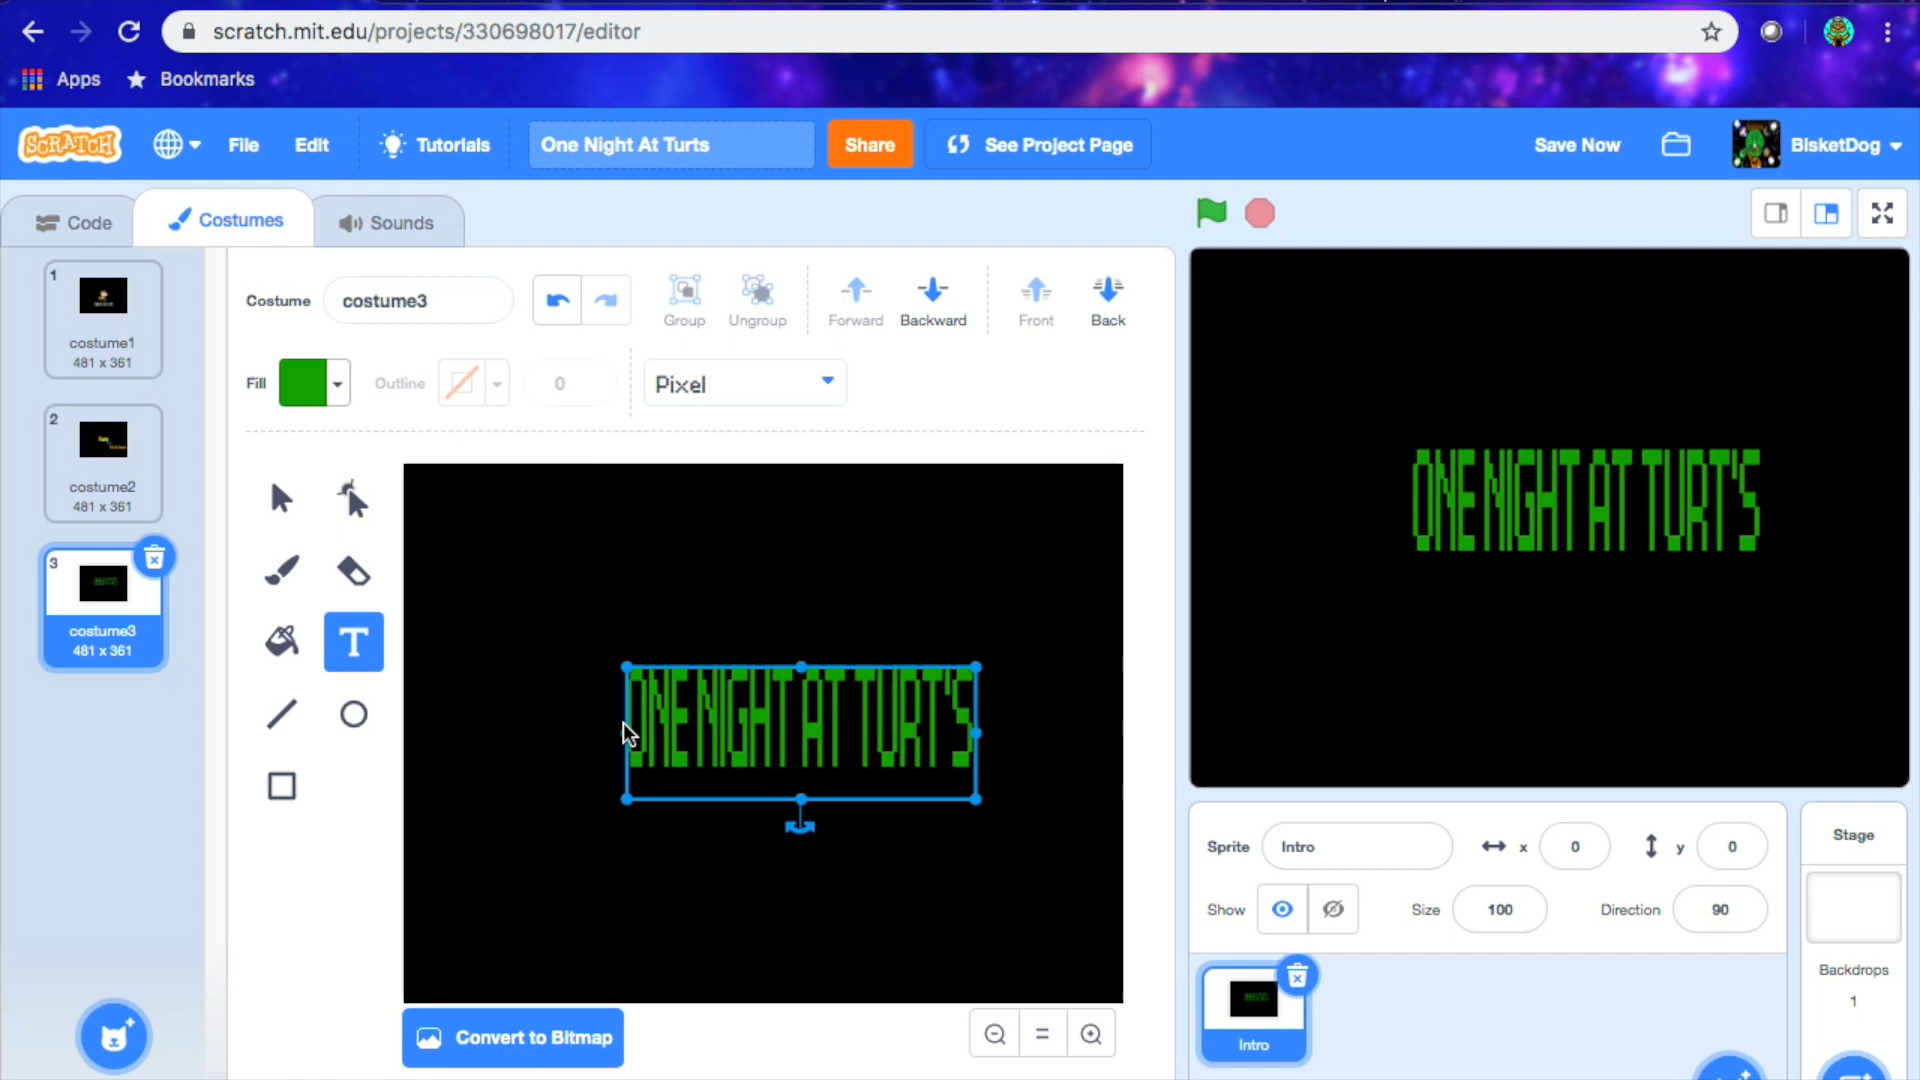 scratch.mit.edu/projects/330698017/editor
Apps
Bookmarks
SCRATCH
File
Edit
Tutorials
One Night At Turts
Share
See Project Page
Save Now
BisketDog
Code
Costumes
Sounds
1
costume1
481 x 361
2
costume2
481 x 361
3
costume3
481 x 361
Costume
costume3
Group
Ungroup
Forward
Backward
Front
Back
Fill
Outline
0
Pixel
T
ONE NIGHT AT TURT'S
Convert to Bitmap
ONE NIGHT AT TURT'S
Sprite
Intro
x
0
y
0
Show
Size
100
Direction
90
Intro
Stage
Backdrops
1